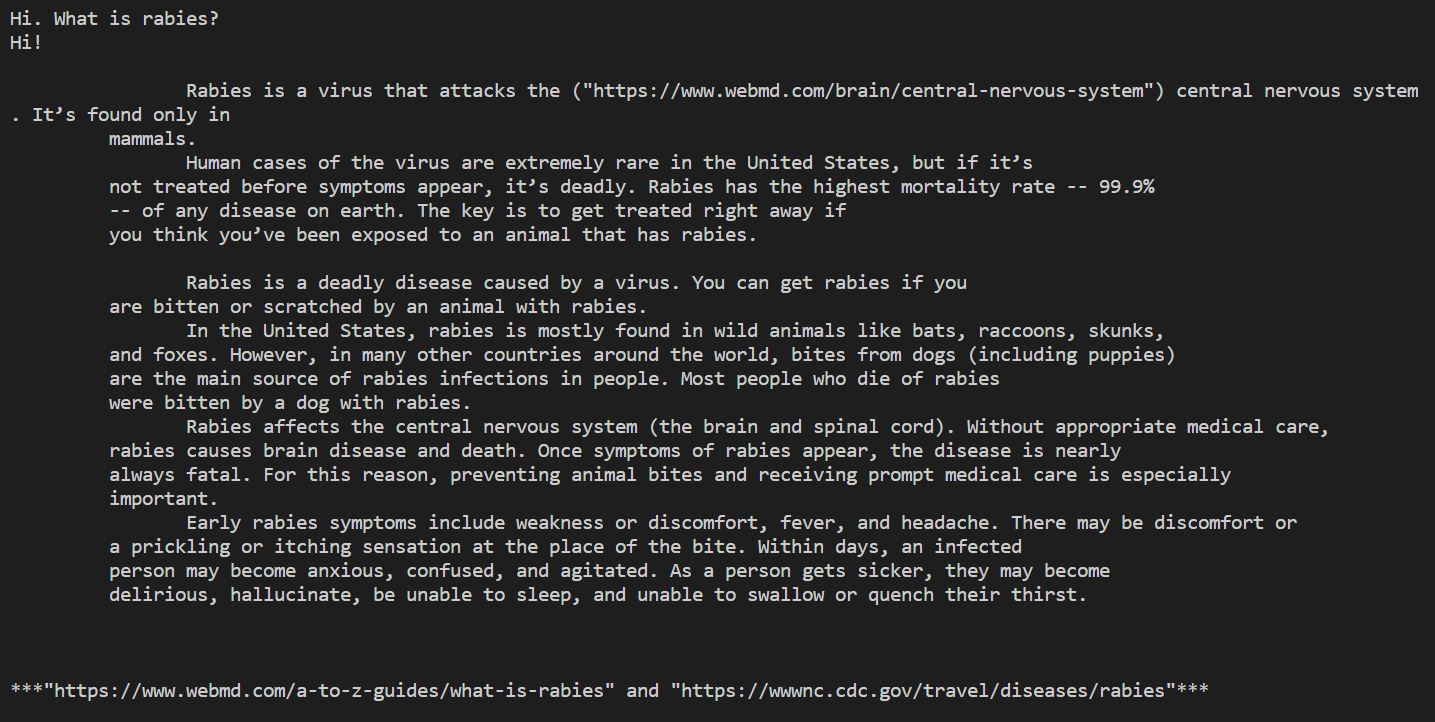 Hi. What is rabies?
Hi!
Rabies is a virus that attacks the ("https://www.webmd.com/brain/central-nervous-system") central nervous system
. It’s found only in
mammals.
Human cases of the virus are extremely rare in the United States, but if it’s
not treated before symptoms appear, it’s deadly. Rabies has the highest mortality rate -- 99.9%
-- of any disease on earth. The key is to get treated right away if
you think you’ve been exposed to an animal that has rabies.
Rabies is a deadly disease caused by a virus. You can get rabies if you
are bitten or scratched by an animal with rabies.
In the United States, rabies is mostly found in wild animals like bats, raccoons, skunks,
and foxes. However, in many other countries around the world, bites from dogs (including puppies)
are the main source of rabies infections in people. Most people who die of rabies
were bitten by a dog with rabies.
Rabies affects the central nervous system (the brain and spinal cord). Without appropriate medical care,
rabies causes brain disease and death. Once symptoms of rabies appear, the disease is nearly
always fatal. For this reason, preventing animal bites and receiving prompt medical care is especially
important.
Early rabies symptoms include weakness or discomfort, fever, and headache. There may be discomfort or
a prickling or itching sensation at the place of the bite. Within days, an infected
person may become anxious, confused, and agitated. As a person gets sicker, they may become
delirious, hallucinate, be unable to sleep, and unable to swallow or quench their thirst.
***"https://www.webmd.com/a-to-z-guides/what-is-rabies" and "https://wwwnc.cdc.gov/travel/diseases/rabies"***